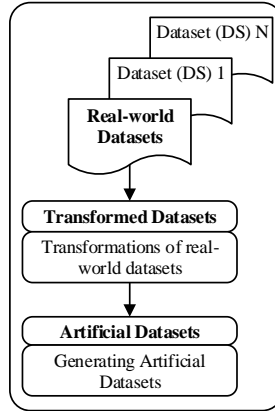 Dataset (DS) N
Dataset (DS) 1
Real-world
Datasets
Transformed Datasets
Transformations of real-
world datasets
Artificial Datasets
Generating Artificial
Datasets